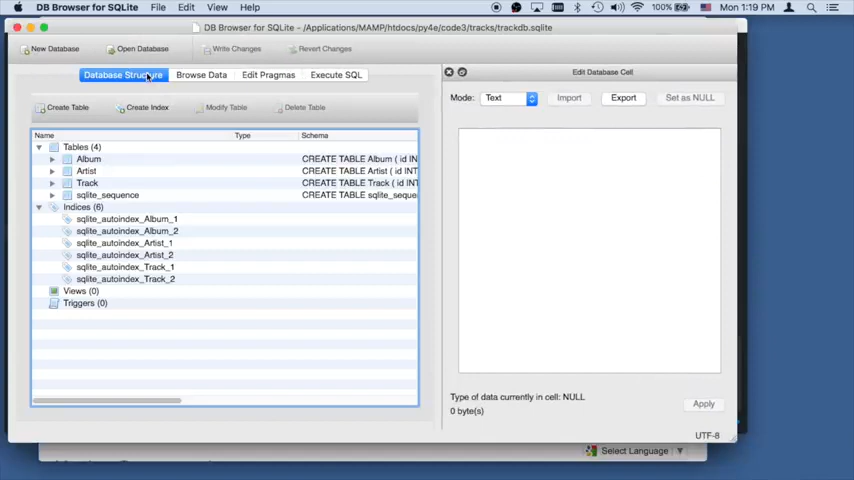 DB Browser for SQLite File Edit View Help 100% Mon 1:19 PM
DB Browser for SQLite - /Applications/MAMP/htdocs/py4e/code3/tracks/trackdb.sqlite
New Database Open Database Write Changes Revert Changes
Database Structure Browse Data Edit Pragmas Execute SQL
Create Table Create Index Modify Table Delete Table
Name Type Schema
Tables (4)
Album CREATE TABLE Album ( id INT
Artist CREATE TABLE Artist ( id INT
Track CREATE TABLE Track ( id INT
sqlite_sequence CREATE TABLE sqlite_seque
Indices (6)
sqlite_autoindex_Album_1
sqlite_autoindex_Album_2
sqlite_autoindex_Artist_1
sqlite_autoindex_Artist_2
sqlite_autoindex_Track_1
sqlite_autoindex_Track_2
Views (0)
Triggers (0)
Edit Database Cell
Mode: Text Import Export Set as NULL
Type of data currently in cell: NULL
0 byte(s)
Apply
UTF-8
Select Language